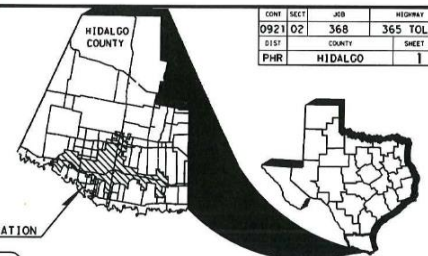 CONT SECT JOB HIGHWAY
0921 02 368 365 TOL
DIST COUNTY SHEET
PHR HIDALGO 1
HIDALGO
COUNTY
ATION